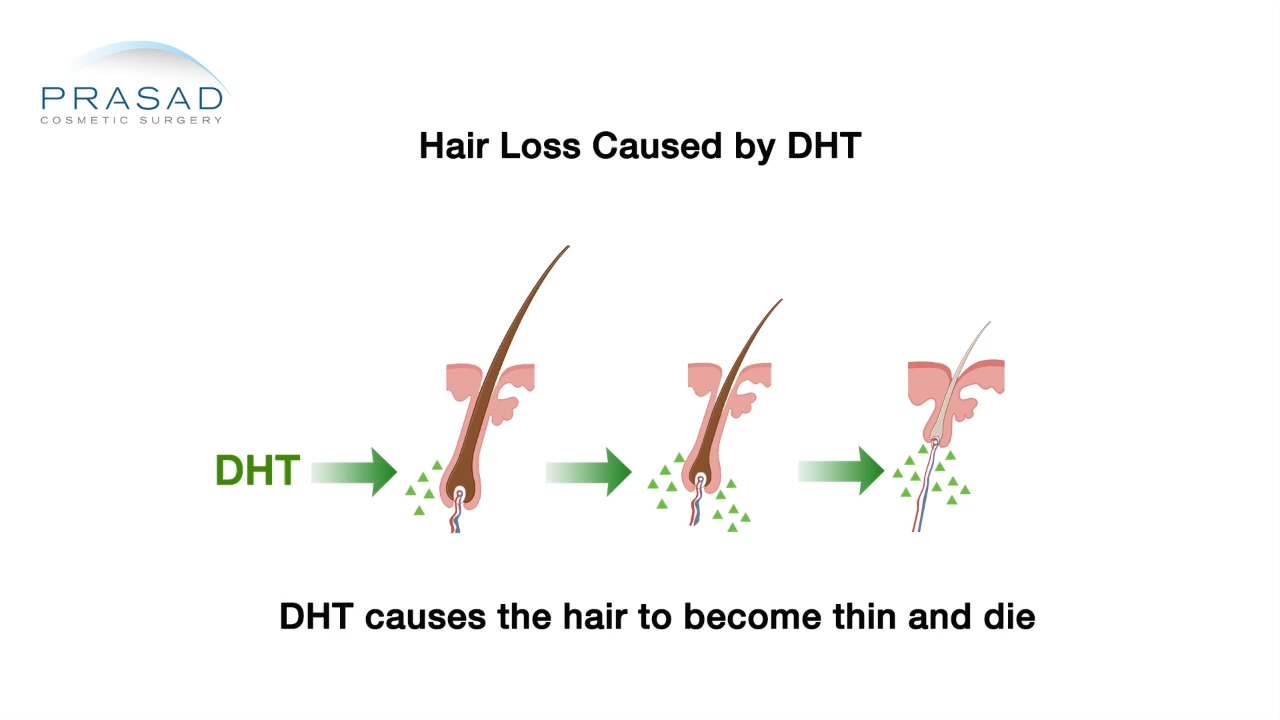 PRASAD
COSMETIC SURGERY
Hair Loss Caused by DHT
DHT
DHT causes the hair to become thin and die